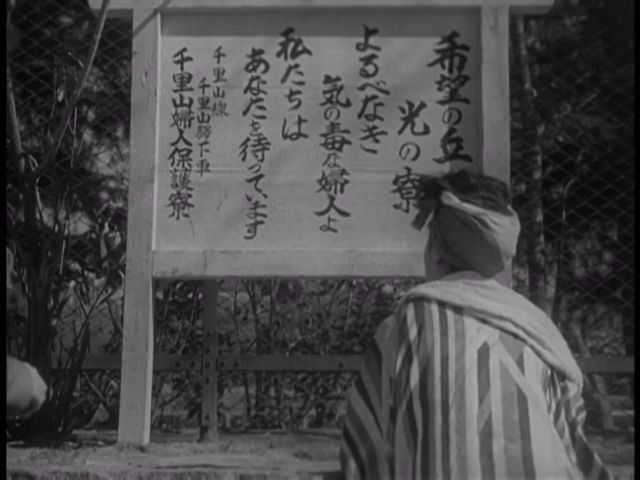 希望の丘
光の寮
よるべなき
気の毒な婦人よ
私たちは
あなたを待っています
千里山線
千里山驛下車
千里山婦人保護寮